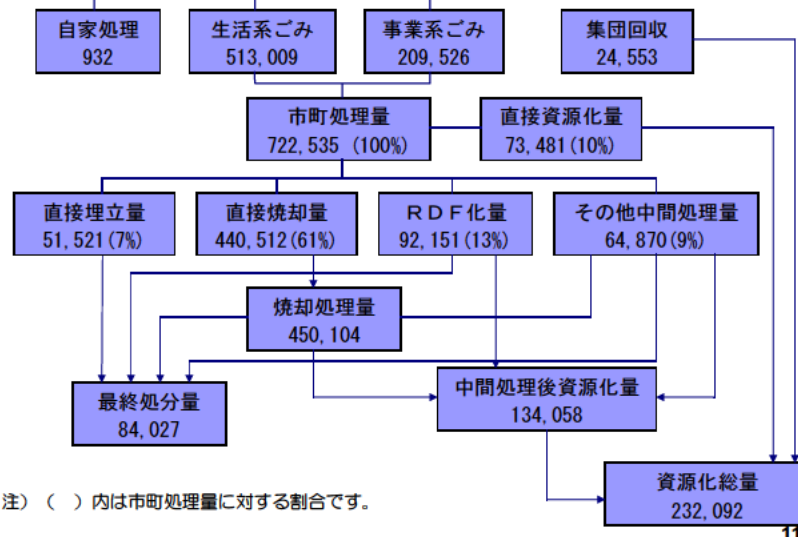 自家処理
932
生活系ごみ
513,009
事業系ごみ
209,526
集団回収
24,553
市町処理量
722,535 (100%)
直接資源化量
73,481(10%)
直接埋立量
51,521(7%)
直接焼却量
440,512(61%)
ＲＤＦ化量
92,151(13%)
その他中間処理量
64,870(9%)
焼却処理量
450,104
最終処分量
84,027
中間処理後資源化量
134,058
資源化総量
232,092
注）（　）内は市町処理量に対する割合です。
11